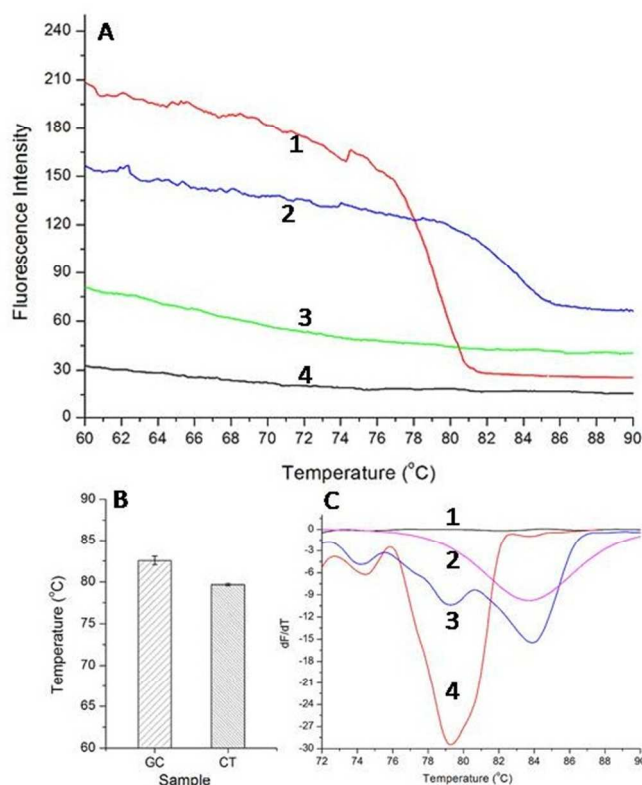 A
240
210
180
150
120
90
60
30
0
Fluorescence Intensity
1
2
3
4
60 62 64 66 68 70 72 74 76 78 80 82 84 86 88 90
Temperature (°C)
B
90
85
80
75
70
65
60
Temperature (°C)
GC CT
Sample
C
0
-3
-6
-9
-12
-15
-18
-21
-24
-27
-30
dF/dT
1
2
3
4
72 74 76 78 80 82 84 86 88 90
Temperature (°C)